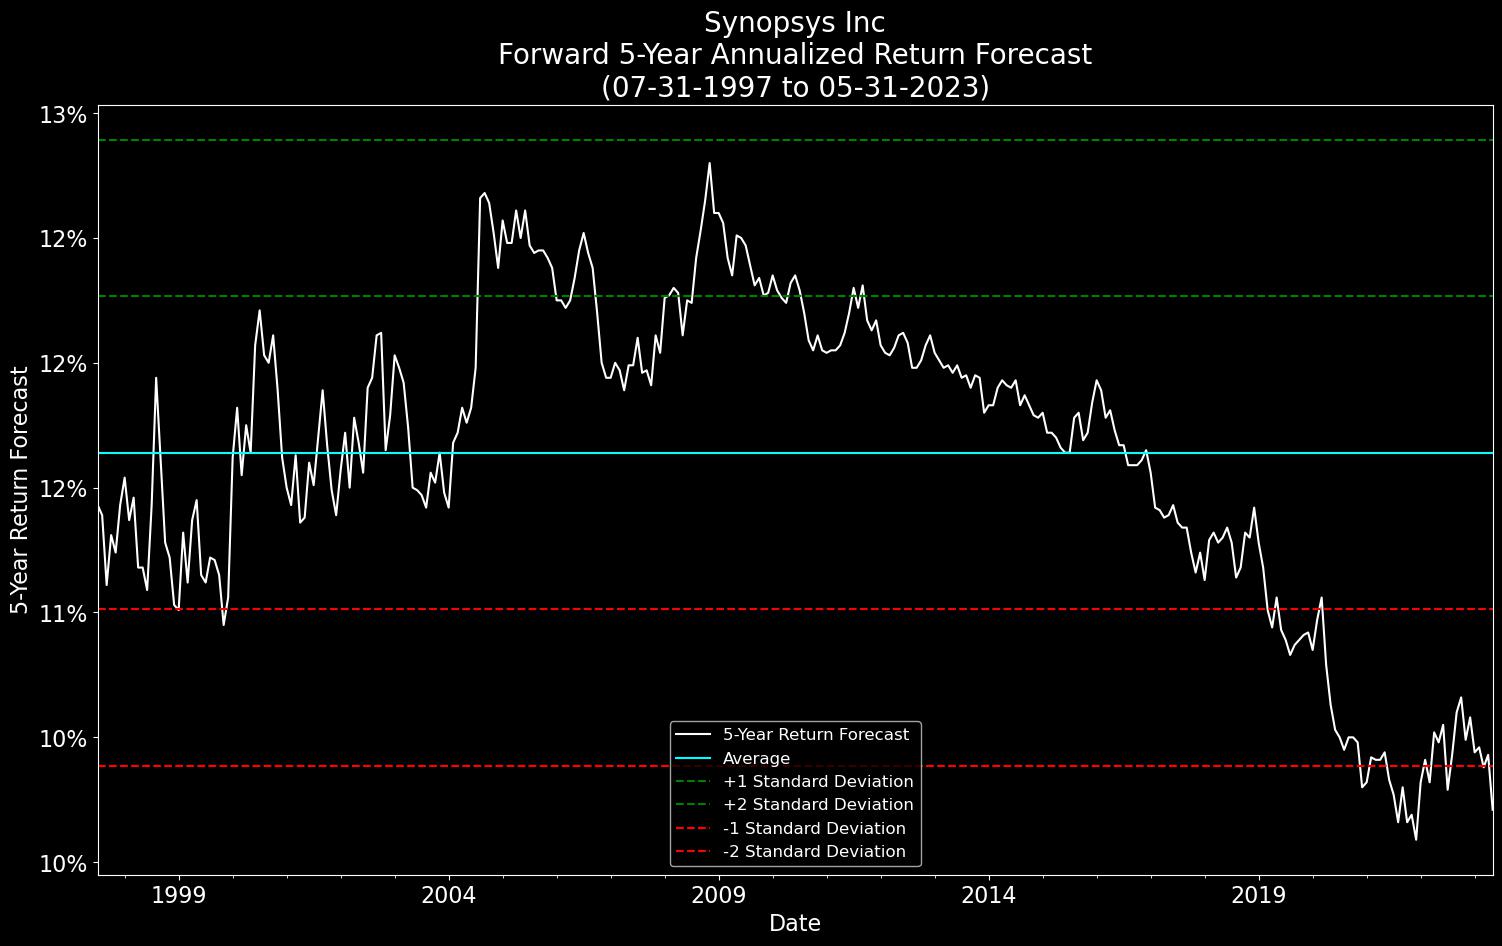 Synopsys Inc
Forward 5-Year Annualized Return Forecast
(07-31-1997 to 05-31-2023)
13%
12%
12%
12%
11%
10%
10%
5-Year Return Forecast
5-Year Return Forecast
Average
+1 Standard Deviation
+2 Standard Deviation
-1 Standard Deviation
-2 Standard Deviation
1999
2004
2009
2014
2019
Date